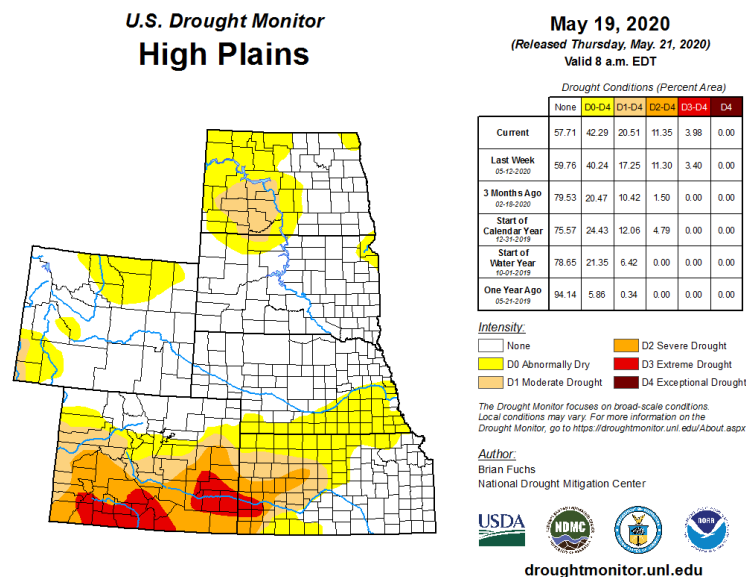 U.S. Drought Monitor
High Plains
May 19, 2020
(Released Thursday, May. 21, 2020)
Valid 8 a.m. EDT
Drought Conditions (Percent Area)
None D0-D4 D1-D4 D2-D4 D3-D4 D4
Current 57.71 42.29 20.51 11.35 3.98 0.00
Last Week 59.76 40.24 17.25 11.30 3.40 0.00
05-12-2020
3 Months Ago 79.53 20.47 10.42 1.50 0.00 0.00
02-18-2020
Start of
Calendar Year 75.57 24.43 12.06 4.79 0.00 0.00
12-31-2019
Start of
Water Year 78.65 21.35 6.42 0.00 0.00 0.00
10-01-2019
One Year Ago 94.14 5.86 0.34 0.00 0.00 0.00
05-21-2019
Intensity:
None D2 Severe Drought
D0 Abnormally Dry D3 Extreme Drought
D1 Moderate Drought D4 Exceptional Drought
The Drought Monitor focuses on broad-scale conditions.
Local conditions may vary. For more information on the
Drought Monitor, go to https://droughtmonitor.unl.edu/About.aspx
Author:
Brian Fuchs
National Drought Mitigation Center
USDA
NDMC
NOAA
droughtmonitor.unl.edu